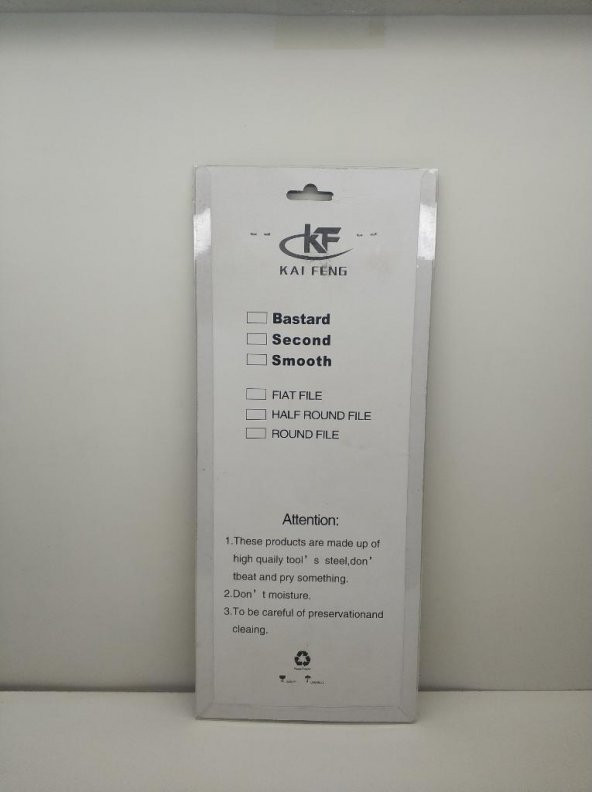 KF
KAI FENG
Bastard
Second
Smooth
FIAT FILE
HALF ROUND FILE
ROUND FILE
Attention:
1.These products are made up of
high quaily tool's steel,don'
tbeat and pry something.
2.Don't moisture.
3.To be careful of preservationand
cleaing.